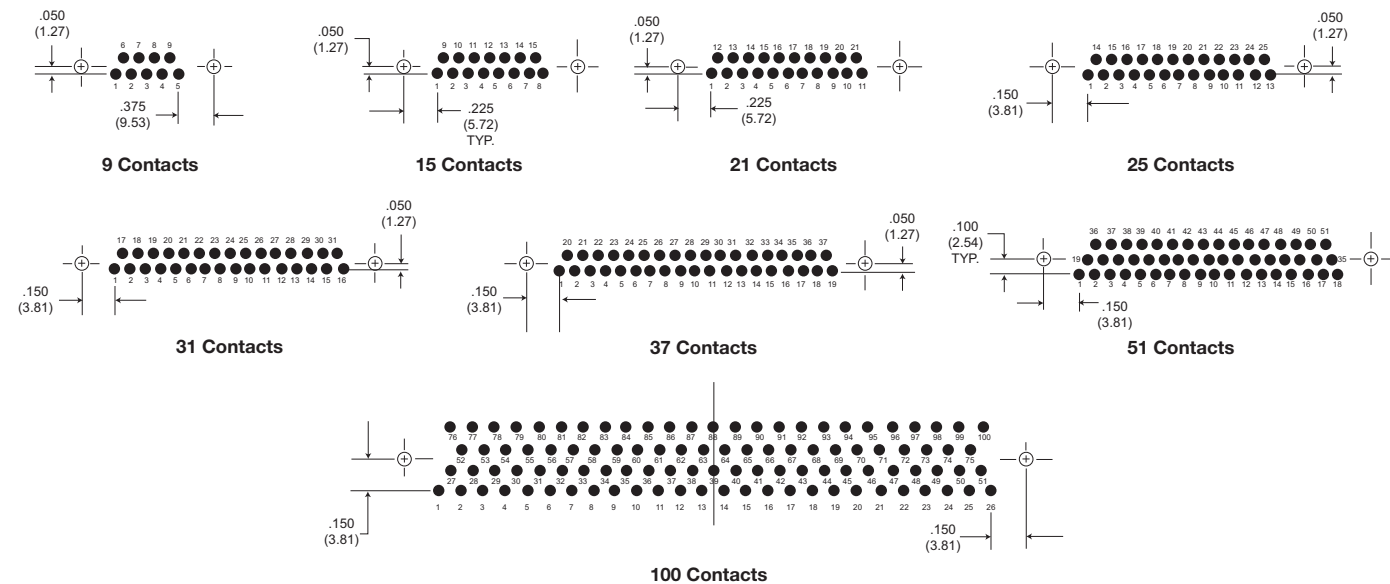 .050
(1.27)
6 7 8 9
1 2 3 4 5
.375
(9.53)
9 Contacts
.050
(1.27)
9 10 11 12 13 14 15
1 2 3 4 5 6 7 8
.225
(5.72)
TYP.
15 Contacts
.050
(1.27)
12 13 14 15 16 17 18 19 20 21
1 2 3 4 5 6 7 8 9 10 11
.225
(5.72)
21 Contacts
.050
(1.27)
14 15 16 17 18 19 20 21 22 23 24 25
1 2 3 4 5 6 7 8 9 10 11 12 13
.150
(3.81)
25 Contacts
.050
(1.27)
17 18 19 20 21 22 23 24 25 26 27 28 29 30 31
1 2 3 4 5 6 7 8 9 10 11 12 13 14 15 16
.150
(3.81)
31 Contacts
.050
(1.27)
20 21 22 23 24 25 26 27 28 29 30 31 32 33 34 35 36 37
1 2 3 4 5 6 7 8 9 10 11 12 13 14 15 16 17 18 19
.150
(3.81)
37 Contacts
.100
(2.54)
TYP.
36 37 38 39 40 41 42 43 44 45 46 47 48 49 50 51
19 35
1 2 3 4 5 6 7 8 9 10 11 12 13 14 15 16 17 18
.150
(3.81)
51 Contacts
76 77 78 79 80 81 82 83 84 85 86 87 88 89 90 91 92 93 94 95 96 97 98 99 100
52 53 54 55 56 57 58 59 60 61 62 63 64 65 66 67 68 69 70 71 72 73 74 75
27 28 29 30 31 32 33 34 35 36 37 38 39 40 41 42 43 44 45 46 47 48 49 50 51
1 2 3 4 5 6 7 8 9 10 11 12 13 14 15 16 17 18 19 20 21 22 23 24 25 26
.150
(3.81)
.150
(3.81)
100 Contacts